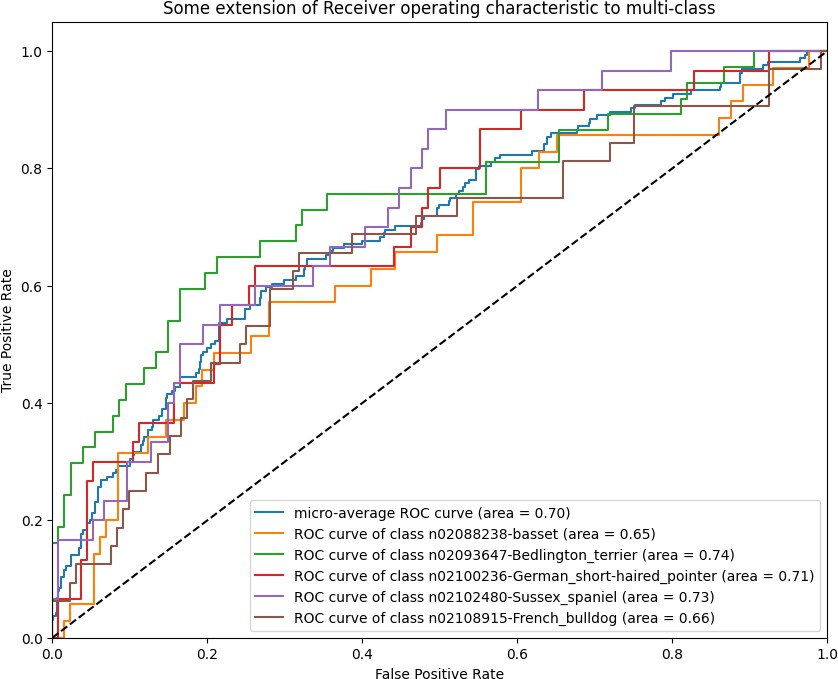 Some extension of Receiver operating characteristic to multi-class
True Positive Rate
1.0
0.8
0.6
0.4
0.2
0.0
micro-average ROC curve (area = 0.70)
ROC curve of class n02088238-basset (area = 0.65)
ROC curve of class n02093647-Bedlington_terrier (area = 0.74)
ROC curve of class n02100236-German_short-haired_pointer (area = 0.71)
ROC curve of class n02102480-Sussex_spaniel (area = 0.73)
ROC curve of class n02108915-French_bulldog (area = 0.66)
0.0 0.2 0.4 0.6 0.8 1.0
False Positive Rate